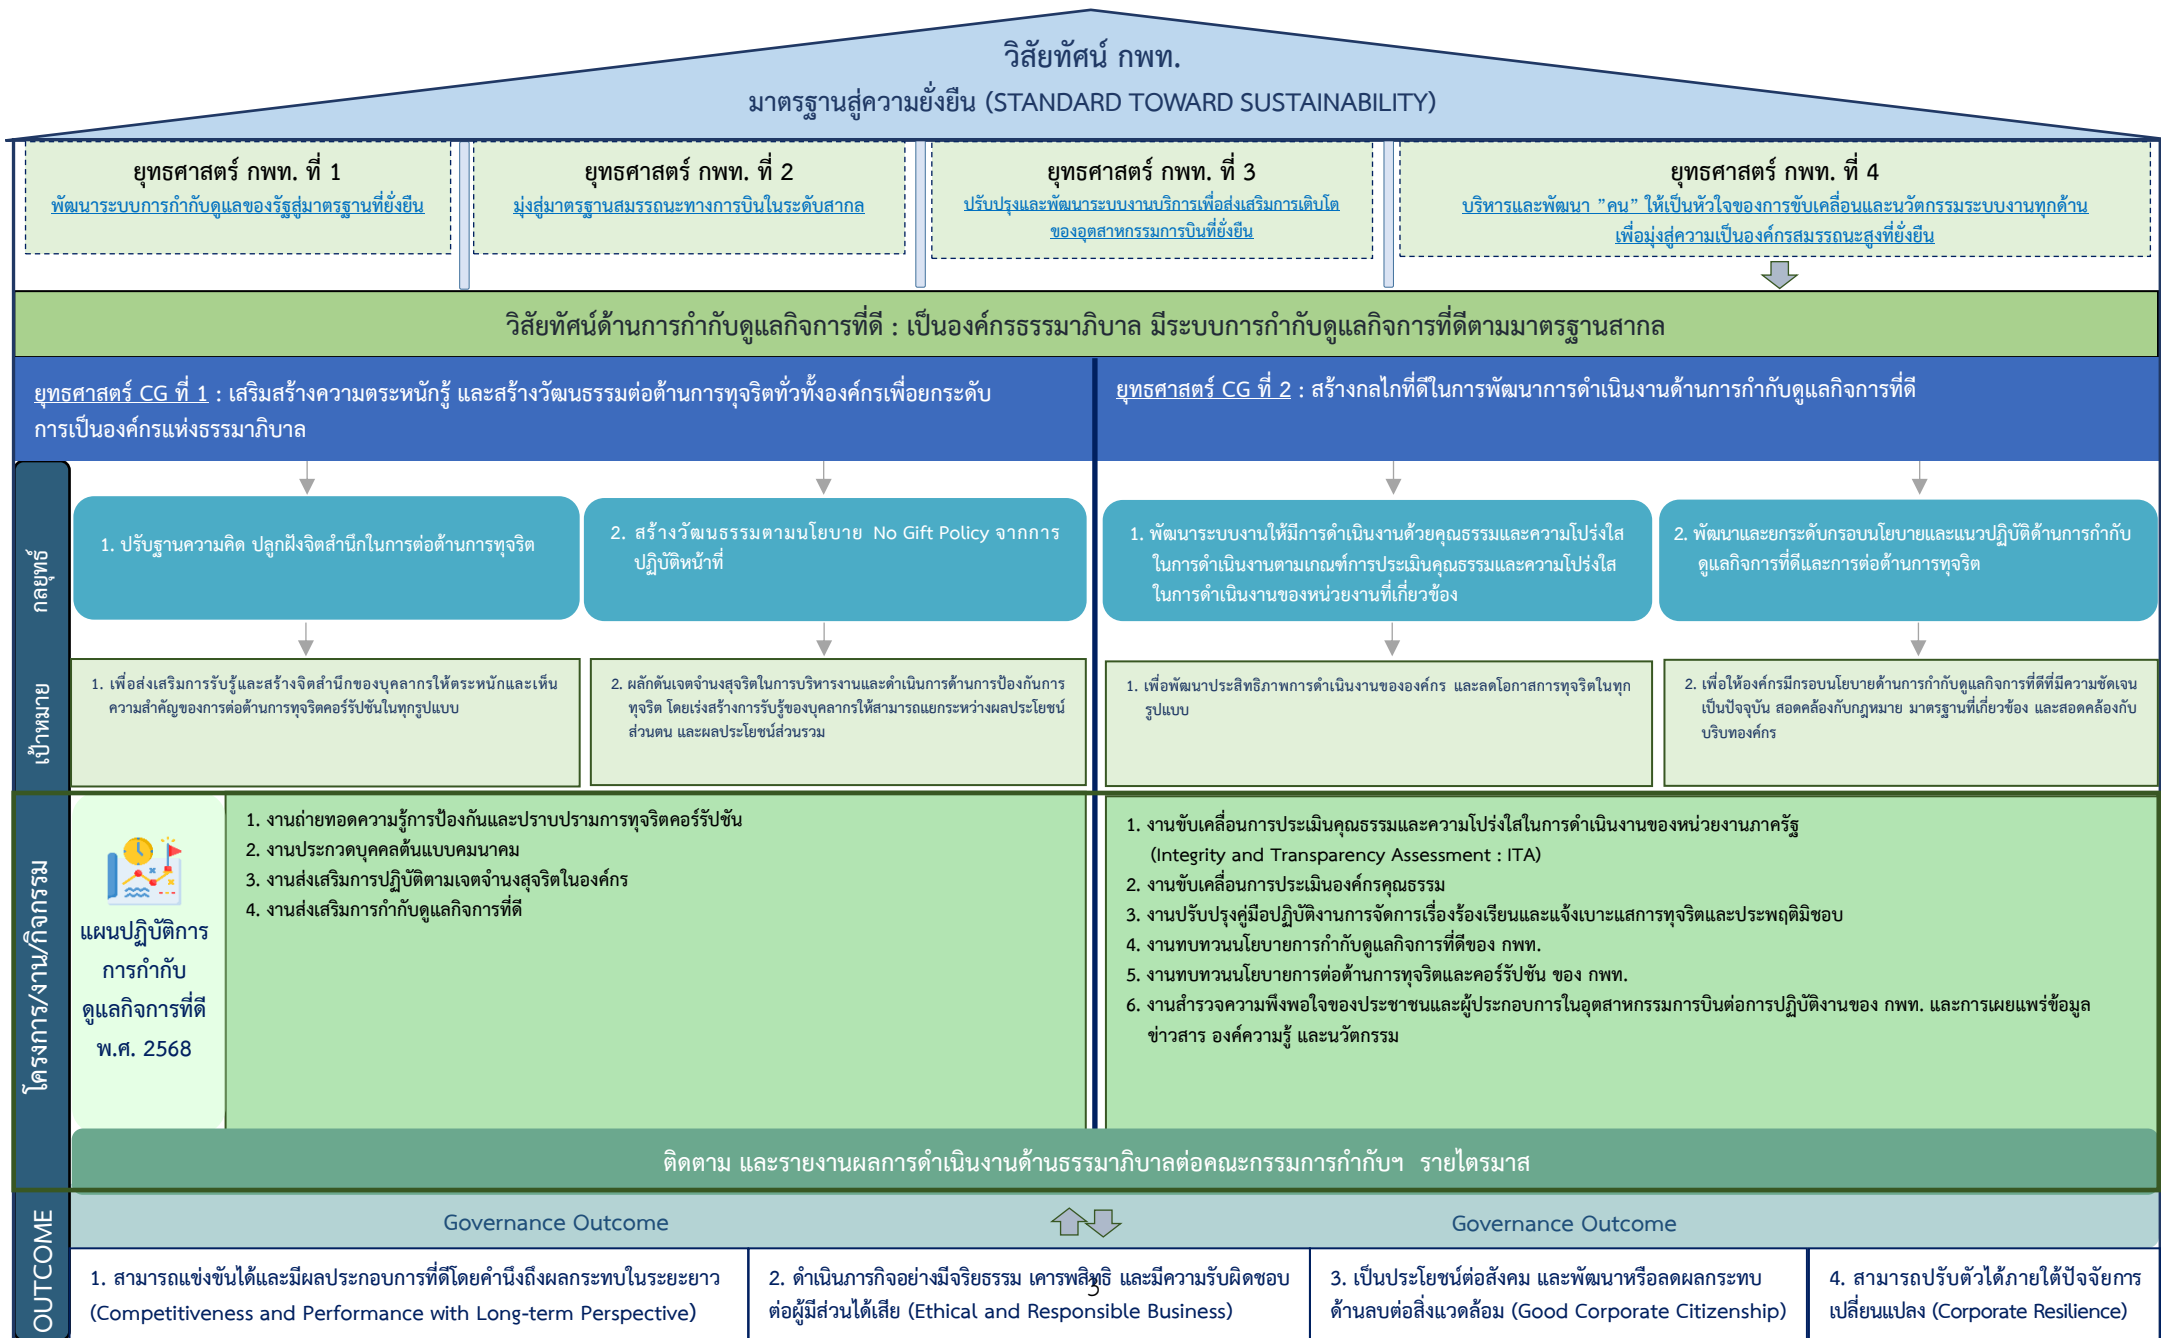 วิสัยทัศน์ กพท.
มาตรฐานสู่ความยั่งยืน (STANDARD TOWARD SUSTAINABILITY)
ยุทธศาสตร์ กพท. ที่ 1
พัฒนาระบบการกำกับดูแลของรัฐสู่มาตรฐานที่ยั่งยืน
ยุทธศาสตร์ กพท. ที่ 2
มุ่งสู่มาตรฐานสมรรถนะทางการบินในระดับสากล
ยุทธศาสตร์ กพท. ที่ 3
ปรับปรุงและพัฒนาระบบงานบริการเพื่อส่งเสริมการเติบโต
ของอุตสาหกรรมการบินที่ยั่งยืน
ยุทธศาสตร์ กพท. ที่ 4
บริหารและพัฒนา ”คน” ให้เป็นหัวใจของการขับเคลื่อนและนวัตกรรมระบบงานทุกด้าน
เพื่อมุ่งสู่ความเป็นองค์กรสมรรถนะสูงที่ยั่งยืน
วิสัยทัศน์ด้านการกำกับดูแลกิจการที่ดี : เป็นองค์กรธรรมาภิบาล มีระบบการกำกับดูแลกิจการที่ดีตามมาตรฐานสากล
ยุทธศาสตร์ CG ที่ 1 : เสริมสร้างความตระหนักรู้ และสร้างวัฒนธรรมต่อต้านการทุจริตทั่วทั้งองค์กรเพื่อยกระดับ
การเป็นองค์กรแห่งธรรมาภิบาล
ยุทธศาสตร์ CG ที่ 2 : สร้างกลไกที่ดีในการพัฒนาการดำเนินงานด้านการกำกับดูแลกิจการที่ดี
กลยุทธ์
1. ปรับฐานความคิด ปลูกฝังจิตสำนึกในการต่อต้านการทุจริต
2. สร้างวัฒนธรรมตามนโยบาย No Gift Policy จากการ
ปฏิบัติหน้าที่
1. พัฒนาระบบงานให้มีการดำเนินงานด้วยคุณธรรมและความโปร่งใส
ในการดำเนินงานตามเกณฑ์การประเมินคุณธรรมและความโปร่งใส
ในการดำเนินงานของหน่วยงานที่เกี่ยวข้อง
2. พัฒนาและยกระดับกรอบนโยบายและแนวปฏิบัติด้านการกำกับ
ดูแลกิจการที่ดีและการต่อต้านการทุจริต
เป้าหมาย
1. เพื่อส่งเสริมการรับรู้และสร้างจิตสำนึกของบุคลากรให้ตระหนักและเห็น
ความสำคัญของการต่อต้านการทุจริตคอร์รัปชันในทุกรูปแบบ
2. ผลักดันเจตจำนงสุจริตในการบริหารงานและดำเนินการด้านการป้องกันการ
ทุจริต โดยเร่งสร้างการรับรู้ของบุคลากรให้สามารถแยกระหว่างผลประโยชน์
ส่วนตน และผลประโยชน์ส่วนรวม
1. เพื่อพัฒนาประสิทธิภาพการดำเนินงานขององค์กร และลดโอกาสการทุจริตในทุก
รูปแบบ
2. เพื่อให้องค์กรมีกรอบนโยบายด้านการกำกับดูแลกิจการที่ดีที่มีความชัดเจน
เป็นปัจจุบัน สอดคล้องกับกฎหมาย มาตรฐานที่เกี่ยวข้อง และสอดคล้องกับ
บริบทองค์กร
โครงการ/งาน/กิจกรรม
แผนปฏิบัติการ
การกำกับ
ดูแลกิจการที่ดี
พ.ศ. 2568
1. งานถ่ายทอดความรู้การป้องกันและปราบปรามการทุจริตคอร์รัปชัน
2. งานประกวดบุคคลต้นแบบคมนาคม
3. งานส่งเสริมการปฏิบัติตามเจตจำนงสุจริตในองค์กร
4. งานส่งเสริมการกำกับดูแลกิจการที่ดี
1. งานขับเคลื่อนการประเมินคุณธรรมและความโปร่งใสในการดำเนินงานของหน่วยงานภาครัฐ
(Integrity and Transparency Assessment : ITA)
2. งานขับเคลื่อนการประเมินองค์กรคุณธรรม
3. งานปรับปรุงคู่มือปฏิบัติงานการจัดการเรื่องร้องเรียนและแจ้งเบาะแสการทุจริตและประพฤติมิชอบ
4. งานทบทวนนโยบายการกำกับดูแลกิจการที่ดีของ กพท.
5. งานทบทวนนโยบายการต่อต้านการทุจริตและคอร์รัปชัน ของ กพท.
6. งานสำรวจความพึงพอใจของประชาชนและผู้ประกอบการในอุตสาหกรรมการบินต่อการปฏิบัติงานของ กพท. และการเผยแพร่ข้อมูล
ข่าวสาร องค์ความรู้ และนวัตกรรม
ติดตาม และรายงานผลการดำเนินงานด้านธรรมาภิบาลต่อคณะกรรมการกำกับฯ รายไตรมาส
OUTCOME
Governance Outcome
Governance Outcome
1. สามารถแข่งขันได้และมีผลประกอบการที่ดีโดยคำนึงถึงผลกระทบในระยะยาว
(Competitiveness and Performance with Long-term Perspective)
2. ดำเนินภารกิจอย่างมีจริยธรรม เคารพสิทธิ และมีความรับผิดชอบ
ต่อผู้มีส่วนได้เสีย (Ethical and Responsible Business)
3. เป็นประโยชน์ต่อสังคม และพัฒนาหรือลดผลกระทบ
ด้านลบต่อสิ่งแวดล้อม (Good Corporate Citizenship)
4. สามารถปรับตัวได้ภายใต้ปัจจัยการ
เปลี่ยนแปลง (Corporate Resilience)
3